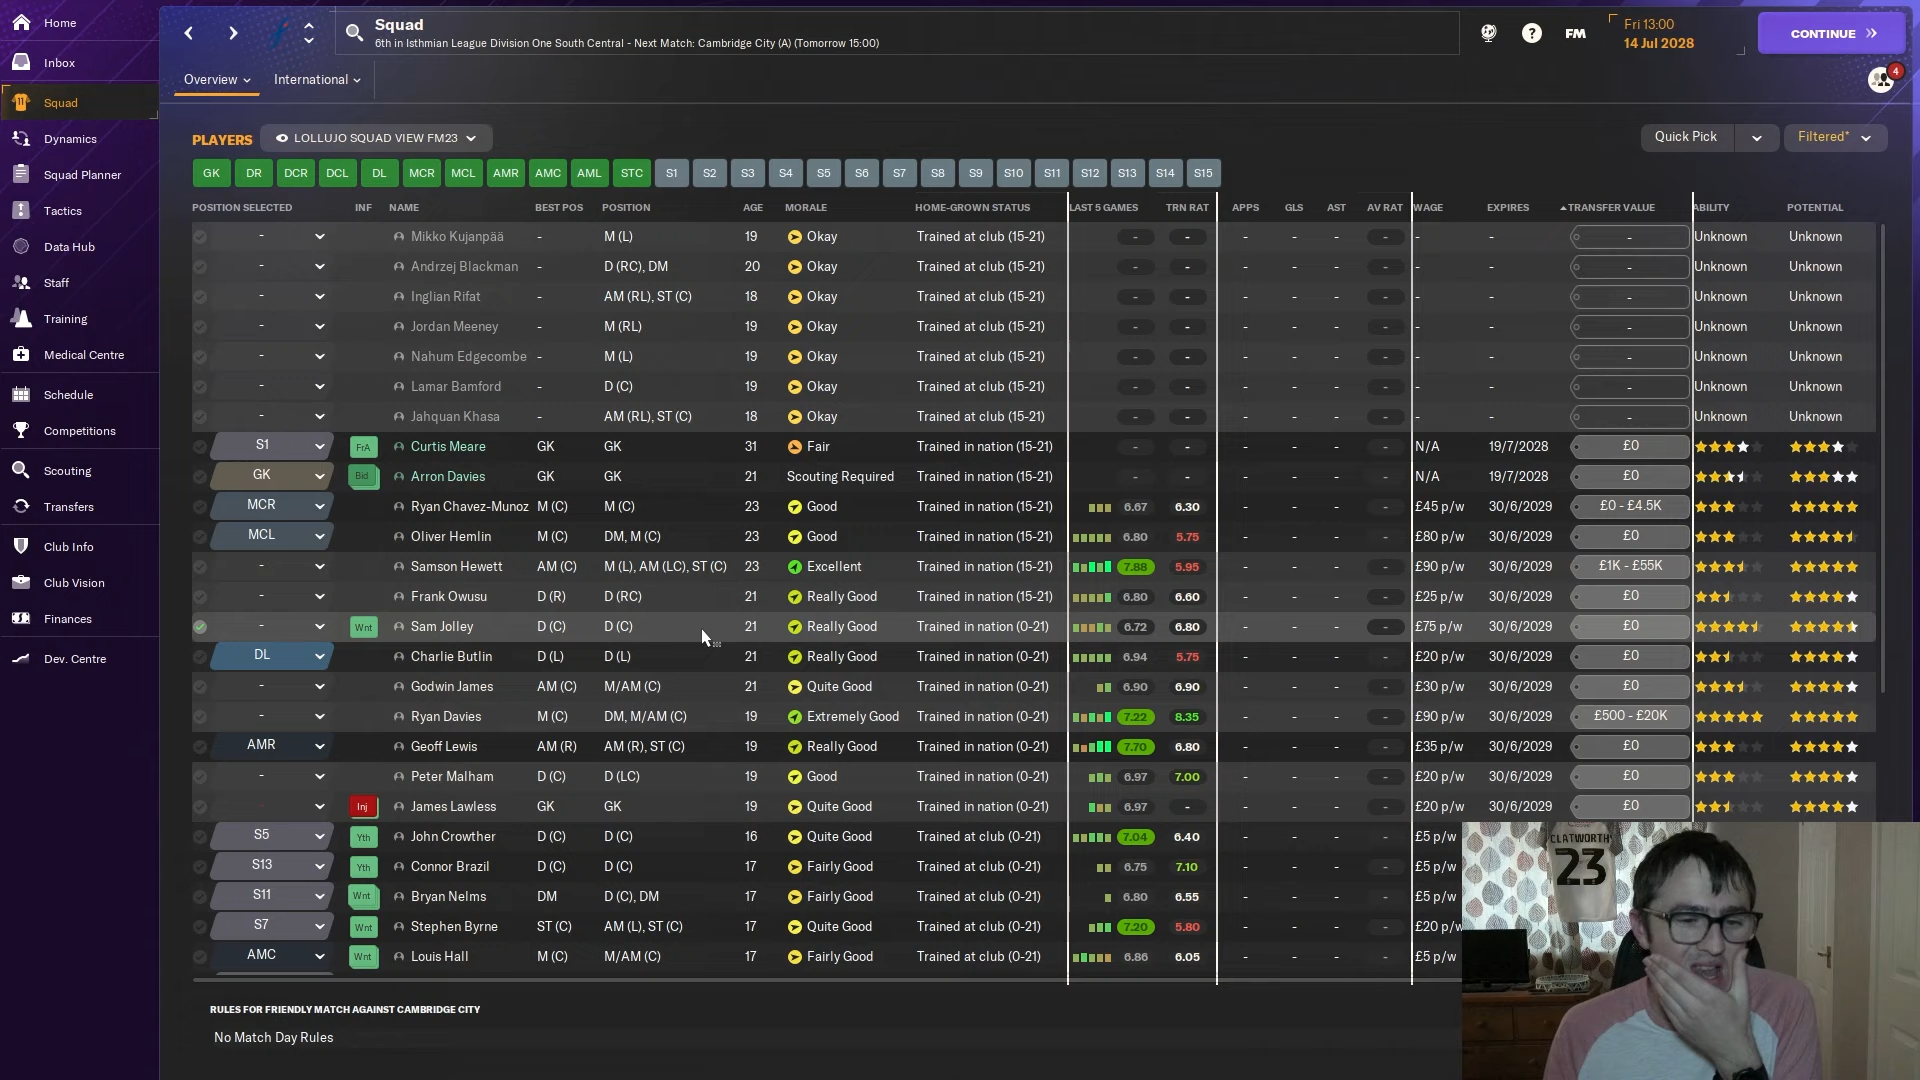 Home
Inbox
Squad
Dynamics
Squad Planner
Tactics
Data Hub
Staff
Training
Medical Centre
Schedule
Competitions
Scouting
Transfers
Club Info
Club Vision
Finances
Dev. Centre
Squad
6th in Isthmian League Division One South Central - Next Match: Cambridge City (A) (Tomorrow 15:00)
? FM Fri 13:00
14 Jul 2028
CONTINUE
4
Overview International
PLAYERS LOLLUJO SQUAD VIEW FM23 Quick Pick Filtered*
GK DR DCR DCL DL MCR MCL AMR AMC AML STC S1 S2 S3 S4 S5 S6 S7 S8 S9 S10 S11 S12 S13 S14 S15
POSITION SELECTED INF NAME BEST POS POSITION AGE MORALE HOME-GROWN STATUS LAST 5 GAMES TRN RAT APPS GLS AST AV RAT WAGE EXPIRES TRANSFER VALUE ABILITY POTENTIAL
- Mikko Kujanpää - M (L) 19 Okay Trained at club (15-21) - - - - - - - - - Unknown Unknown
- Andrzej Blackman - D (RC), DM 20 Okay Trained at club (15-21) - - - - - - - - - Unknown Unknown
- Inglian Rifat - AM (RL), ST (C) 18 Okay Trained at club (15-21) - - - - - - - - - Unknown Unknown
- Jordan Meeney - M (RL) 19 Okay Trained at club (15-21) - - - - - - - - - Unknown Unknown
- Nahum Edgecombe - M (L) 19 Okay Trained at club (15-21) - - - - - - - - - Unknown Unknown
- Lamar Bamford - D (C) 19 Okay Trained at club (15-21) - - - - - - - - - Unknown Unknown
- Jahquan Khasa - AM (RL), ST (C) 18 Okay Trained at club (15-21) - - - - - - - - - Unknown Unknown
S1 FrA Curtis Meare GK GK 31 Fair Trained in nation (15-21) - - - - - - N/A 19/7/2028 £0
GK Bid Arron Davies GK GK 21 Scouting Required Trained in nation (15-21) - - - - - - N/A 19/7/2028 £0
MCR Ryan Chavez-Munoz M (C) M (C) 23 Good Trained in nation (15-21) 6.67 6.30 - - - - £45 p/w 30/6/2029 £0 - £4.5K
MCL Oliver Hemlin M (C) DM, M (C) 23 Good Trained in nation (15-21) 6.80 5.75 - - - - £80 p/w 30/6/2029 £0
- Samson Hewett AM (C) M (L), AM (LC), ST (C) 23 Excellent Trained in nation (15-21) 7.88 5.95 - - - - £90 p/w 30/6/2029 £1K - £55K
- Frank Owusu D (R) D (RC) 21 Really Good Trained in nation (15-21) 6.80 6.60 - - - - £25 p/w 30/6/2029 £0
- Wnt Sam Jolley D (C) D (C) 21 Really Good Trained in nation (0-21) 6.72 6.80 - - - - £75 p/w 30/6/2029 £0
DL Charlie Butlin D (L) D (L) 21 Really Good Trained in nation (0-21) 6.94 5.75 - - - - £20 p/w 30/6/2029 £0
- Godwin James AM (C) M/AM (C) 21 Quite Good Trained in nation (0-21) 6.90 6.90 - - - - £30 p/w 30/6/2029 £0
- Ryan Davies M (C) DM, M/AM (C) 19 Extremely Good Trained in nation (0-21) 7.22 8.35 - - - - £90 p/w 30/6/2029 £500 - £20K
AMR Geoff Lewis AM (R) AM (R), ST (C) 19 Really Good Trained in nation (0-21) 7.70 6.80 - - - - £35 p/w 30/6/2029 £0
- Peter Malham D (C) D (LC) 19 Good Trained in nation (0-21) 6.97 7.00 - - - - £20 p/w 30/6/2029 £0
- Inj James Lawless GK GK 19 Quite Good Trained in nation (0-21) 6.97 - - - - - £20 p/w 30/6/2029 £0
S5 Yth John Crowther D (C) D (C) 16 Quite Good Trained at club (0-21) 7.04 6.40 - - - - £5 p/w
S13 Yth Connor Brazil D (C) D (C) 17 Fairly Good Trained at club (0-21) 6.75 7.10 - - - - £5 p/w
S11 Wnt Bryan Nelms DM D (C), DM 17 Fairly Good Trained at club (0-21) 6.80 6.55 - - - - £5 p/w
S7 Wnt Stephen Byrne ST (C) AM (L), ST (C) 17 Quite Good Trained at club (0-21) 7.20 5.80 - - - - £20 p/w
AMC Wnt Louis Hall M (C) M/AM (C) 17 Fairly Good Trained at club (0-21) 6.86 6.05 - - - - £5 p/w
CLATWORTHY
23
RULES FOR FRIENDLY MATCH AGAINST CAMBRIDGE CITY
No Match Day Rules